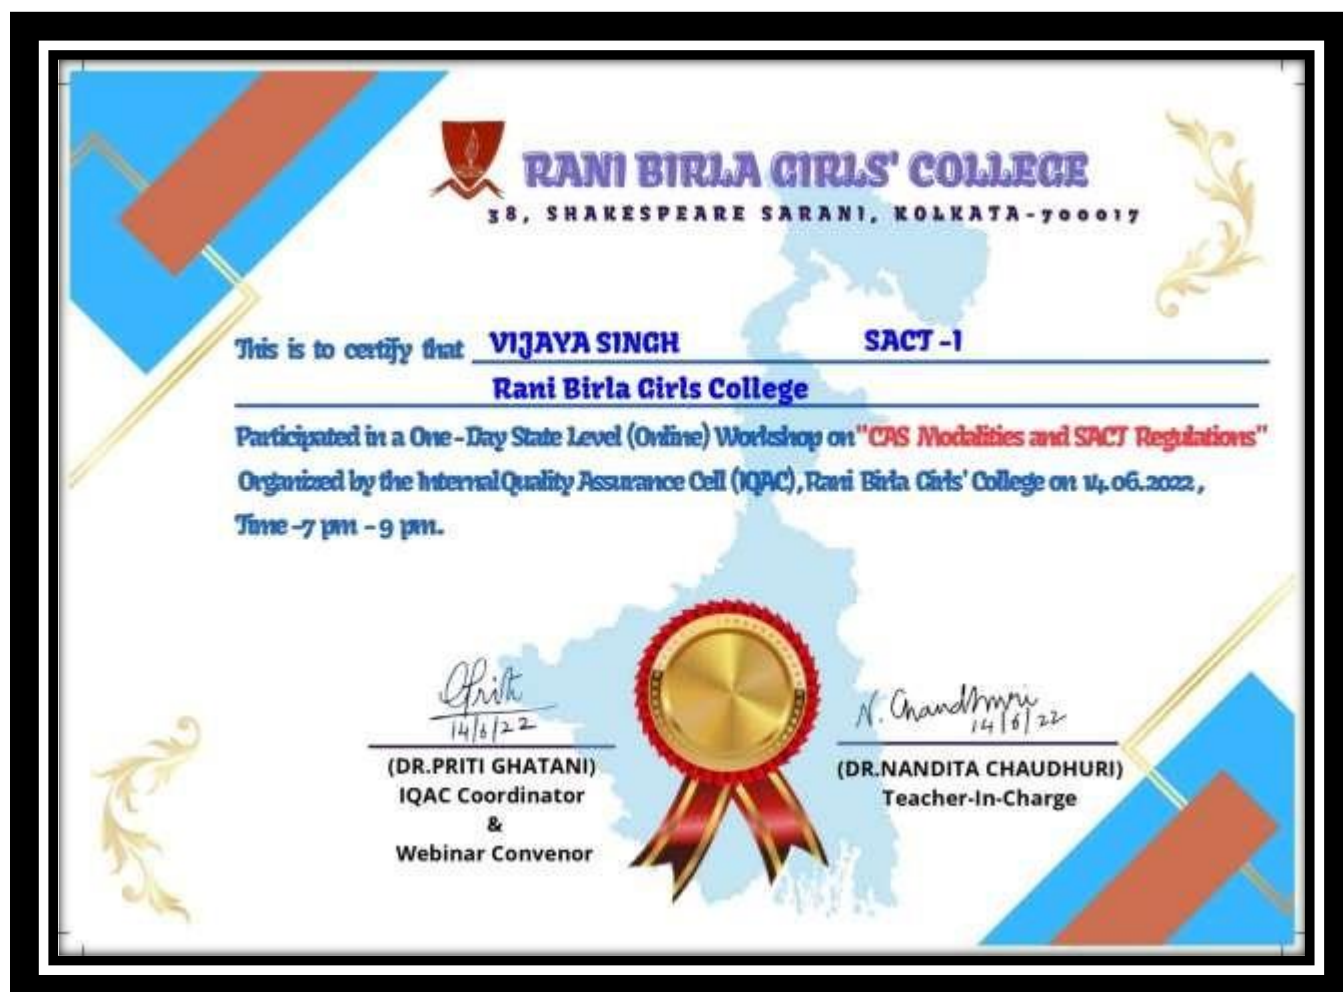 RANI BIRLA GIRLS' COLLEGE
38, SHAKESPEARE SARANI, KOLKATA-700017
This is to certify that VIJAYA SINGH SACT -1
Rani Birla Girls College
Participated in a One-Day State Level (Online) Workshop on "CAS Modalities and SACT Regulations"
Organized by the Internal Quality Assurance Cell (IQAC), Rani Birla Girls' College on 14.06.2022,
Time -7 pm - 9 pm.
14/6/22
N. Chaudhuri
14/6/22
(DR.PRITI GHATANI)
IQAC Coordinator
&
Webinar Convenor
(DR.NANDITA CHAUDHURI)
Teacher-In-Charge